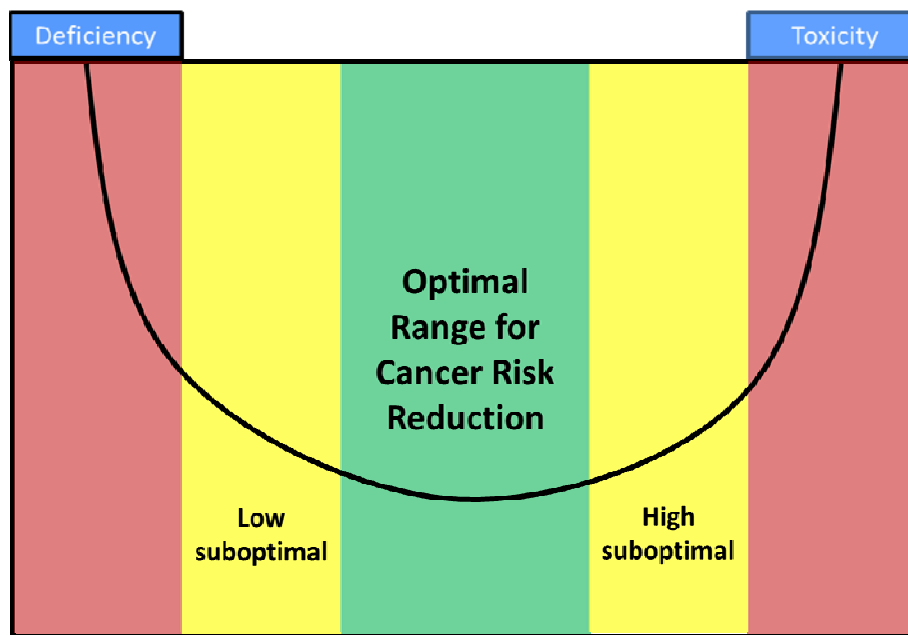 Deficiency
Toxicity
Optimal
Range for
Cancer Risk
Reduction
Low
suboptimal
High
suboptimal